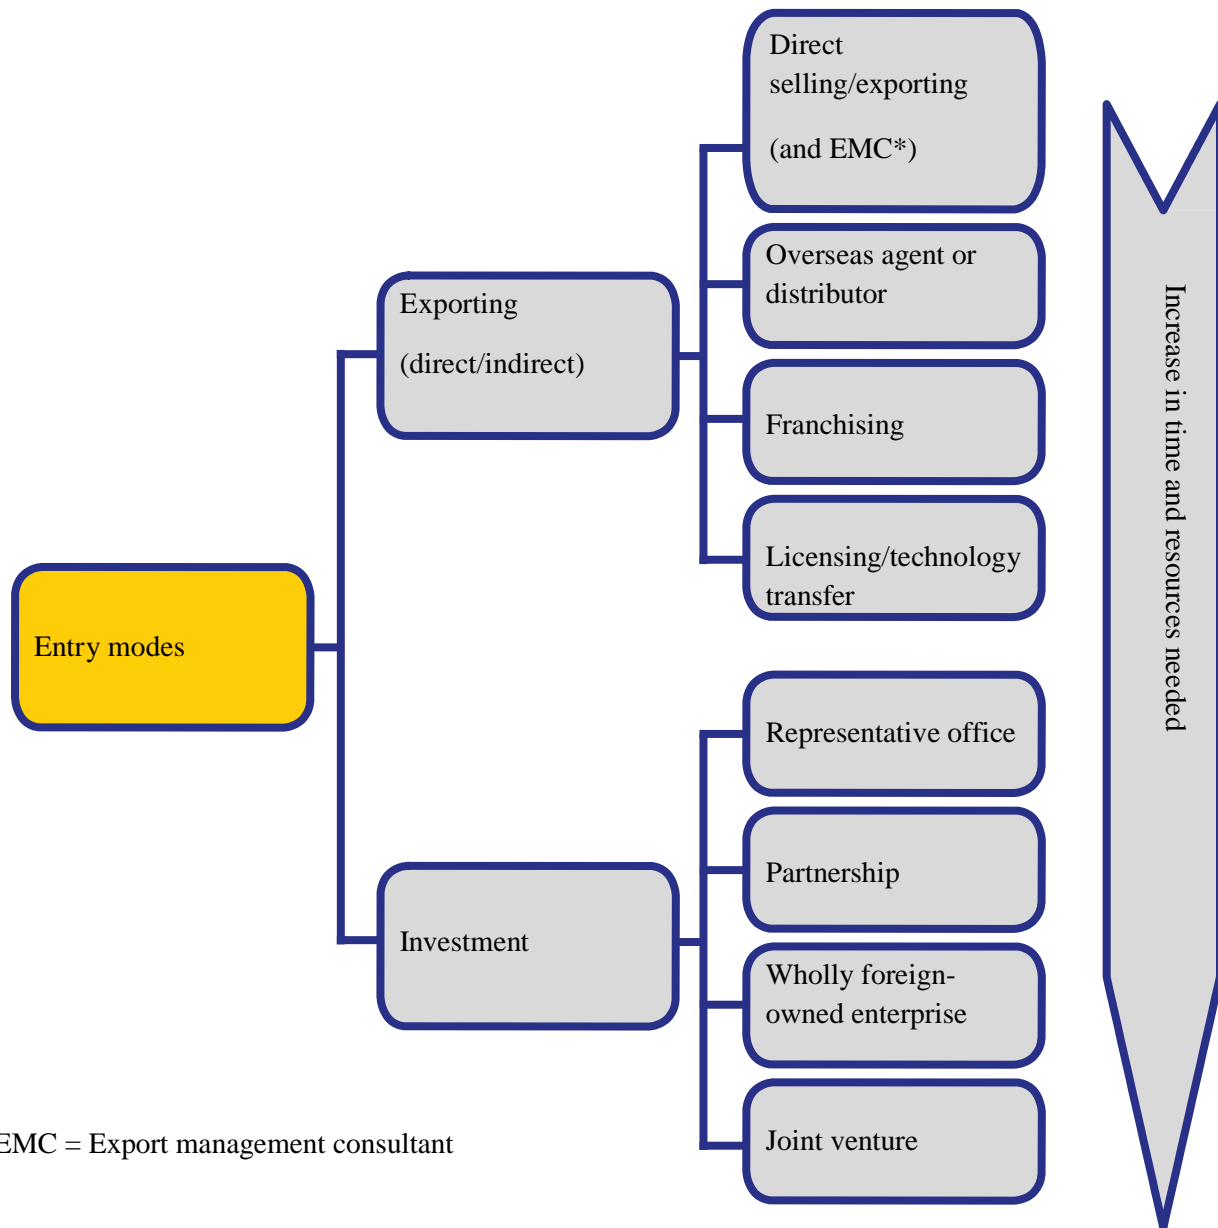 Direct
selling/exporting
(and EMC*)
Overseas agent or
distributor
Exporting
(direct/indirect)
Franchising
Licensing/technology
transfer
Entry modes
Representative office
Partnership
Investment
Wholly foreign-
owned enterprise
Joint venture
Increase in time and resources needed
EMC = Export management consultant